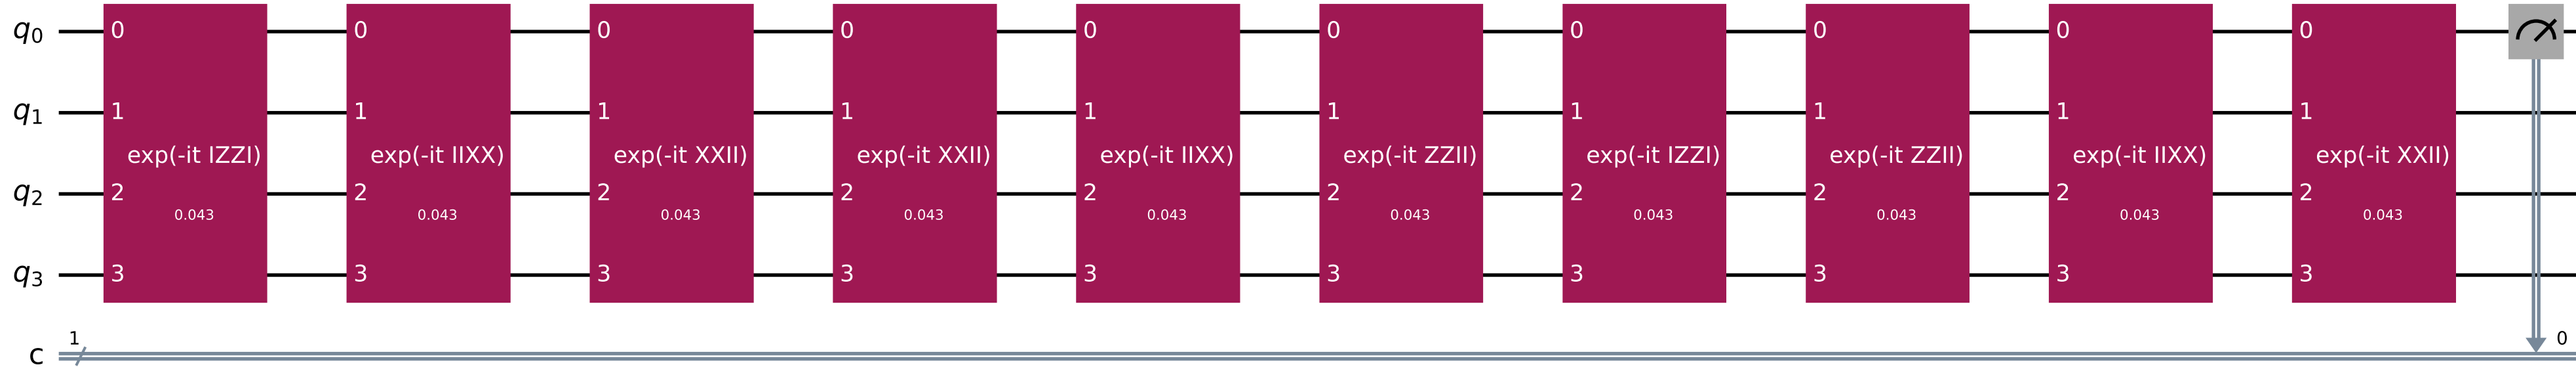 q0 0 0 0 0 0 0 0 0 0 0
q1 1 1 1 1 1 1 1 1 1 1
exp(-it IZZI) exp(-it IIXX) exp(-it XXII) exp(-it XXII) exp(-it IIXX) exp(-it ZZII) exp(-it IZZI) exp(-it ZZII) exp(-it IIXX) exp(-it XXII)
q2 2 2 2 2 2 2 2 2 2 2
0.043 0.043 0.043 0.043 0.043 0.043 0.043 0.043 0.043 0.043
q3 3 3 3 3 3 3 3 3 3 3
1 0
c